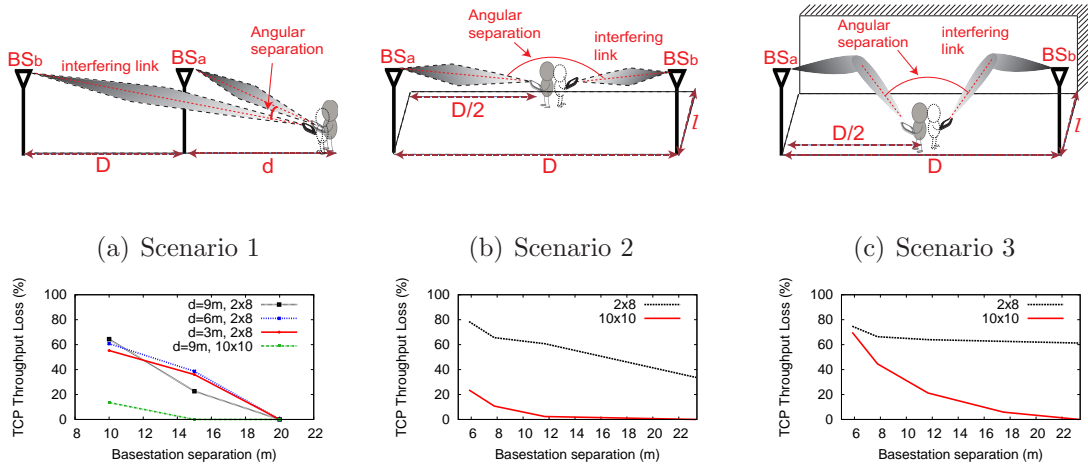 Angular
separation
BSb
BSa
interfering link
D
d
(a) Scenario 1
Angular
separation
interfering
link
BSa
BSb
D/2
D
l
(b) Scenario 2
Angular
separation
interfering
link
BSa
BSb
D/2
D
l
(c) Scenario 3
TCP Throughput Loss (%)
100
80
60
40
20
0
d=9m, 2x8
d=6m, 2x8
d=3m, 2x8
d=9m, 10x10
8 10 12 14 16 18 20 22
Basestation separation (m)
TCP Throughput Loss (%)
100
80
60
40
20
0
2x8
10x10
6 8 10 12 14 16 18 20 22
Basestation separation (m)
TCP Throughput Loss (%)
100
80
60
40
20
0
2x8
10x10
6 8 10 12 14 16 18 20 22
Basestation separation (m)